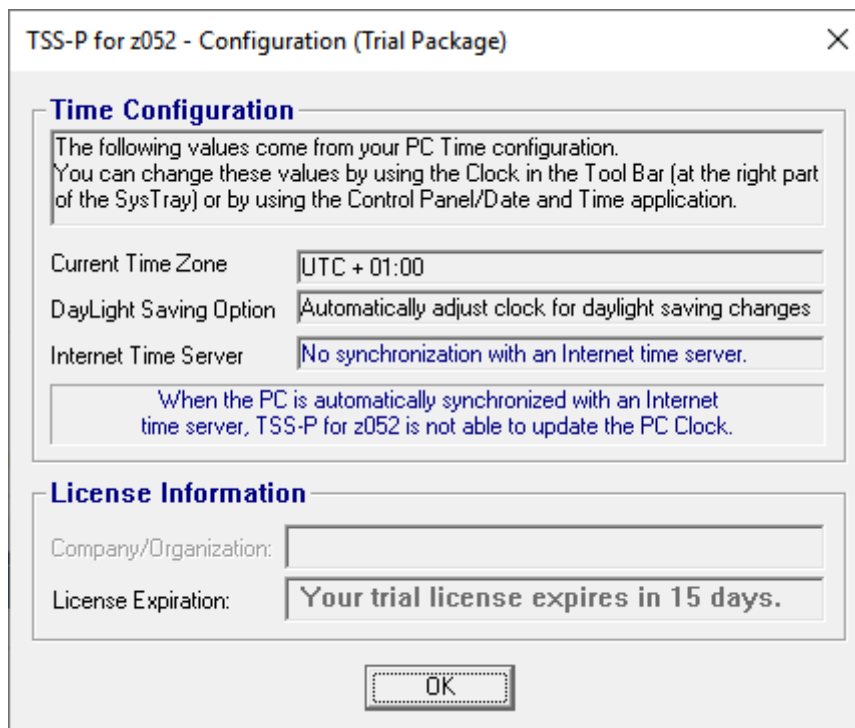 TSS-P for z052 - Configuration (Trial Package)
Time Configuration
The following values come from your PC Time configuration.
You can change these values by using the Clock in the Tool Bar (at the right part
of the SysTray) or by using the Control Panel/Date and Time application.
Current Time Zone UTC + 01:00
DayLight Saving Option Automatically adjust clock for daylight saving changes
Internet Time Server No synchronization with an Internet time server.
When the PC is automatically synchronized with an Internet
time server, TSS-P for z052 is not able to update the PC Clock.
License Information
Company/Organization:
License Expiration: Your trial license expires in 15 days.
OK